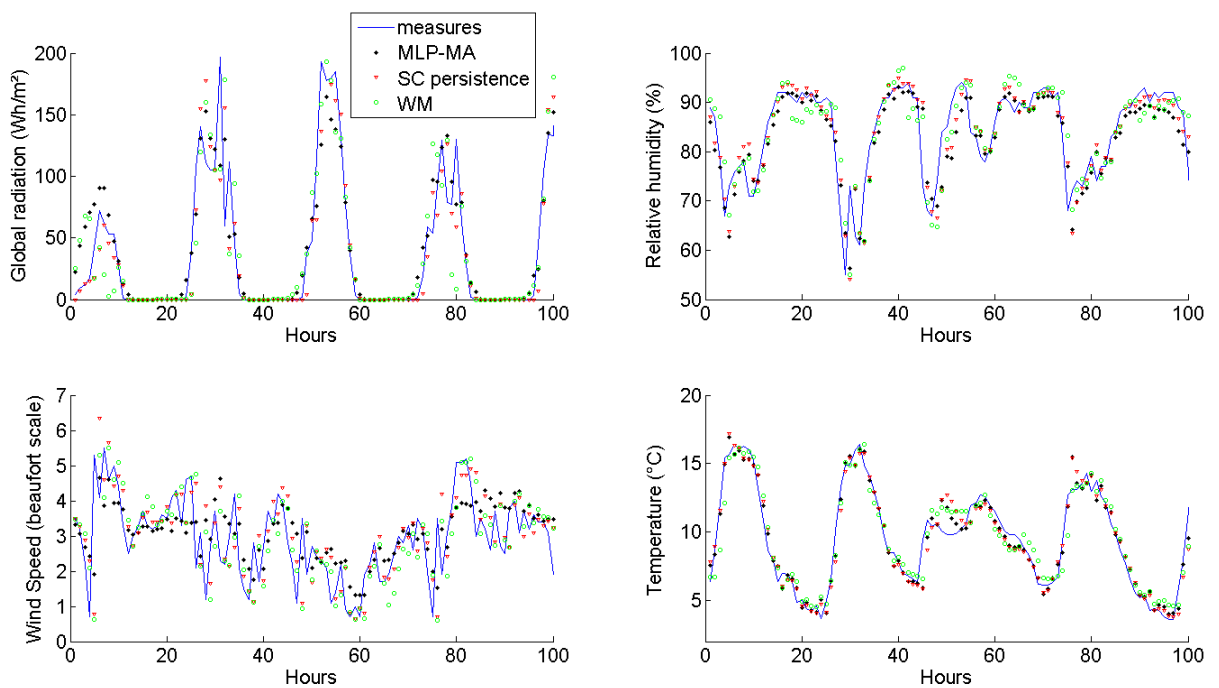 measures
MLP-MA
SC persistence
WM
Global radiation (Wh/m²)
200
150
100
50
0
0 20 40 60 80 100
Hours
Relative humidity (%)
100
90
80
70
60
50
0 20 40 60 80 100
Hours
Wind Speed (beaufort scale)
7
6
5
4
3
2
1
0
0 20 40 60 80 100
Hours
Temperature (°C)
20
15
10
5
0 20 40 60 80 100
Hours